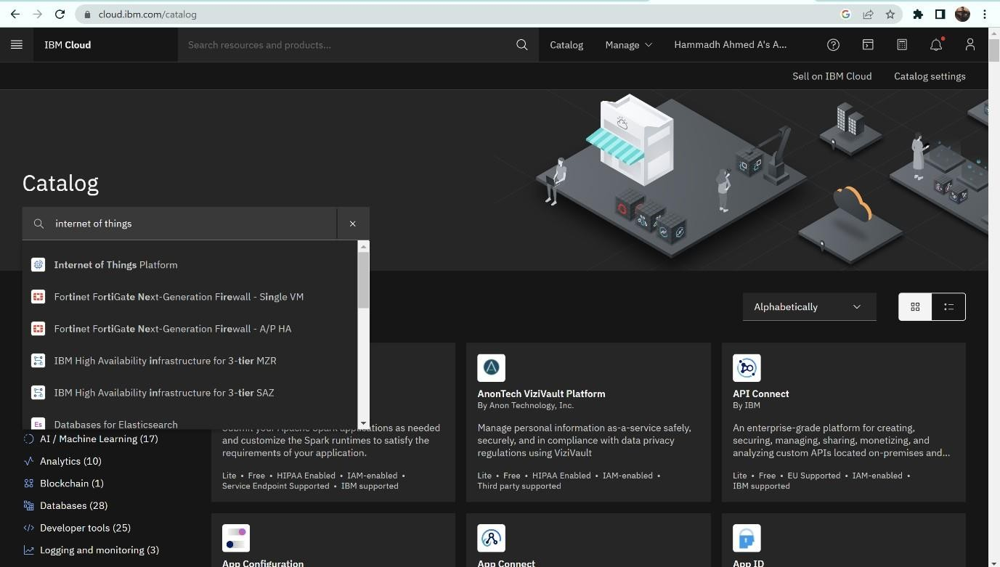 cloud.ibm.com/catalog
IBM Cloud
Search resources and products...
Catalog
Manage
Hammadh Ahmed A's A...
Sell on IBM Cloud
Catalog settings
Catalog
internet of things
Internet of Things Platform
Fortinet FortiGate Next-Generation Firewall - Single VM
Fortinet FortiGate Next-Generation Firewall - A/P HA
IBM High Availability infrastructure for 3-tier MZR
IBM High Availability infrastructure for 3-tier SAZ
Es Databases for Elasticsearch
Alphabetically
AI / Machine Learning (17)
Analytics (10)
Blockchain (1)
Databases (28)
Developer tools (25)
Logging and monitoring (3)
Submit your Apache Spark applications as needed
and customize the Spark runtimes to satisfy the
requirements of your application.
Lite • Free • HIPAA Enabled • IAM-enabled •
Service Endpoint Supported • IBM supported
AnonTech ViziVault Platform
By Anon Technology, Inc.
Manage personal information as-a-service safely,
securely, and in compliance with data privacy
regulations using ViziVault
Lite • Free • HIPAA Enabled • IAM-enabled •
Third party supported
API Connect
By IBM
An enterprise-grade platform for creating,
securing, managing, sharing, monetizing, and
analyzing custom APIs located on-premises and...
Lite • Free • EU Supported • IAM-enabled •
IBM supported
App Configuration
App Connect
App ID